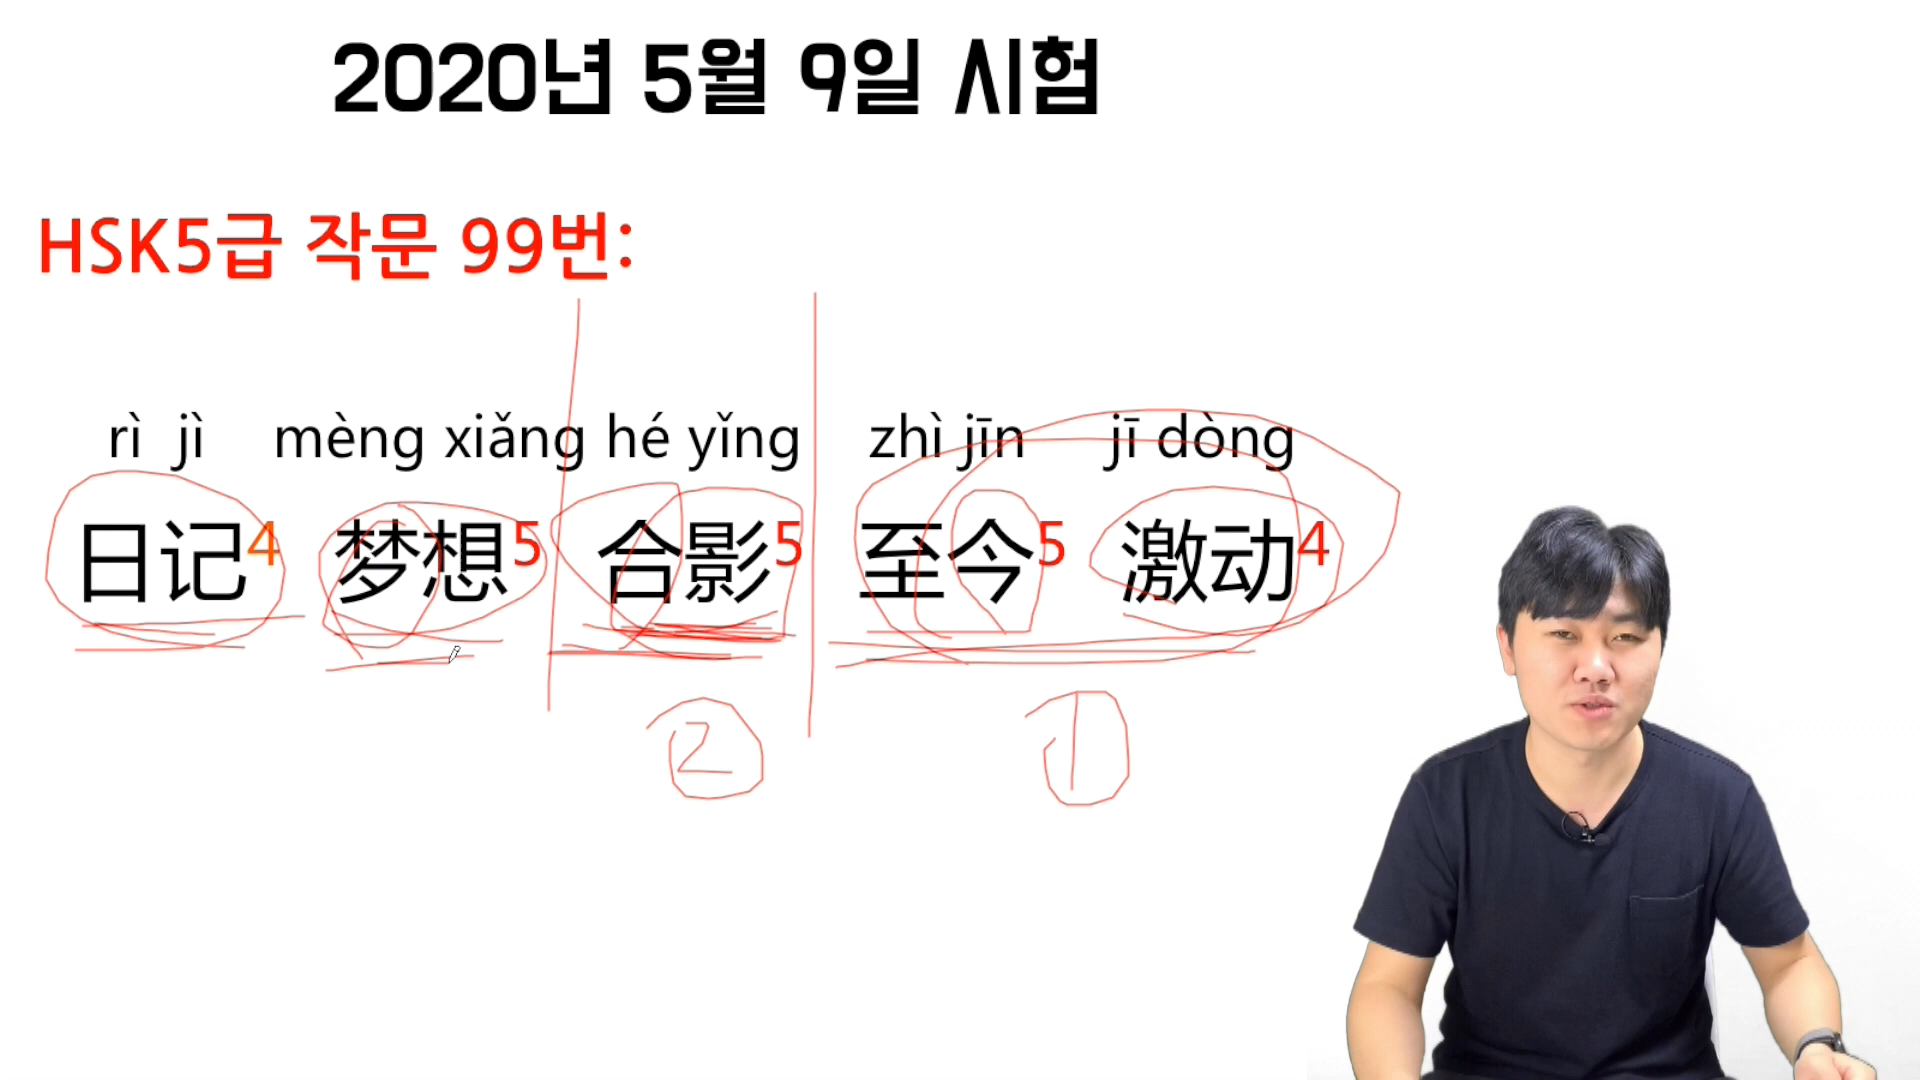 2020년 5월 9일 시험
HSK5급 작문 99번:
rì jì mèng xiǎng hé yǐng zhì jīn jī dòng
日记4 梦想5 合影5 至今5 激动4
② ①